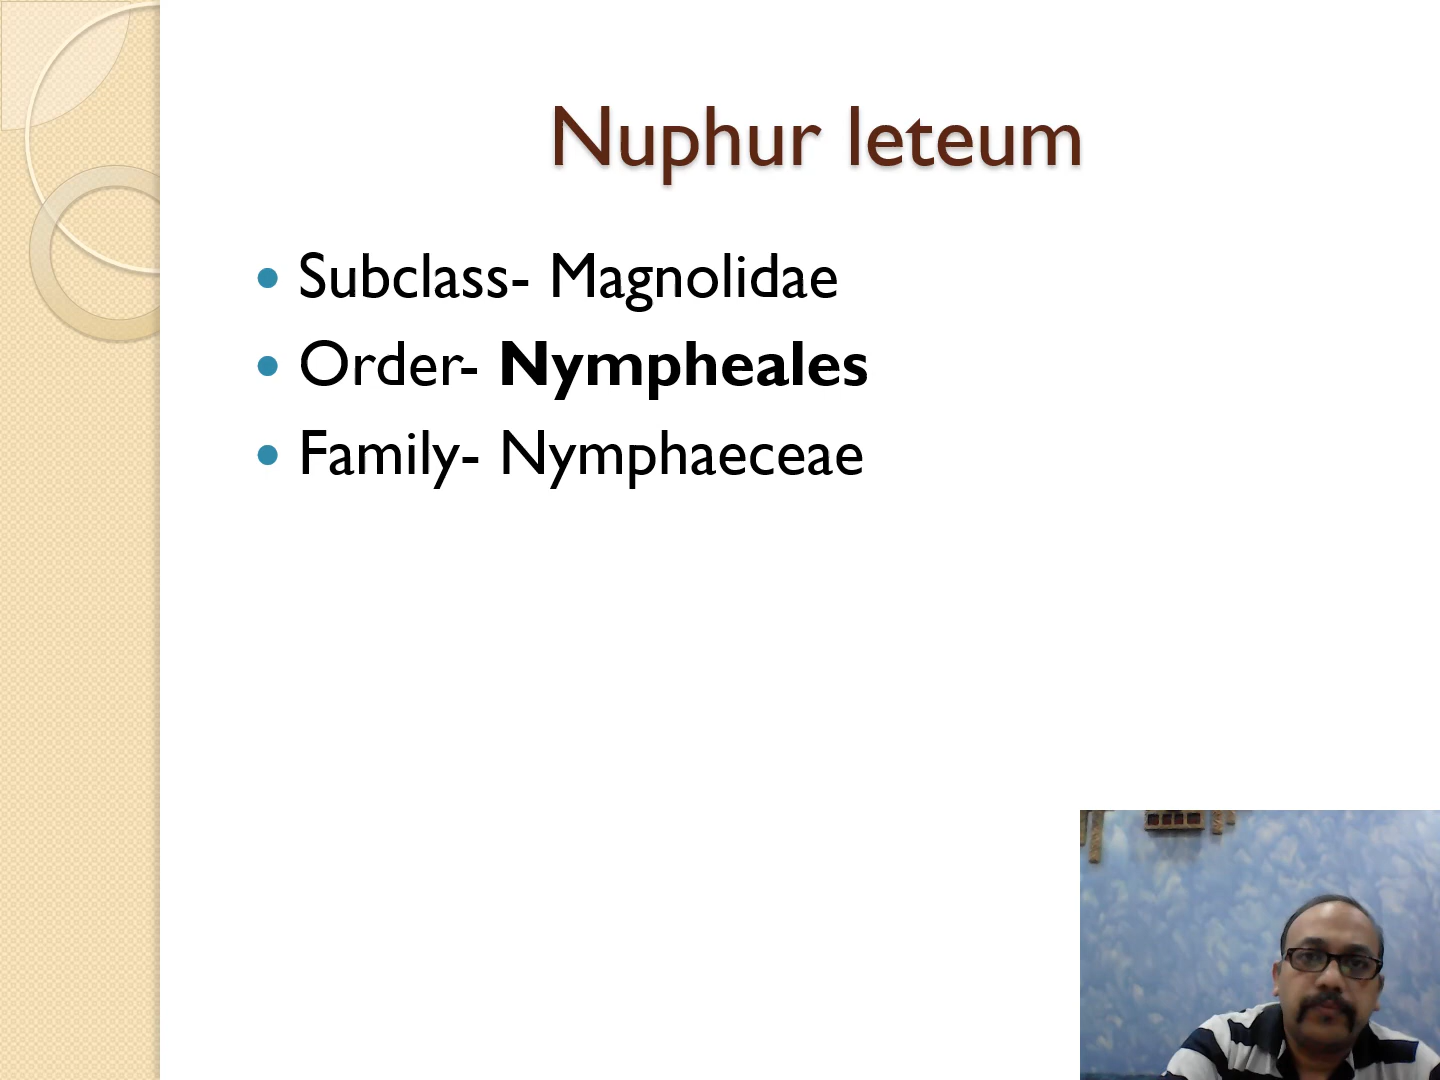 Nuphur leteum
Subclass- Magnolidae
Order- Nympheales
Family- Nymphaeceae